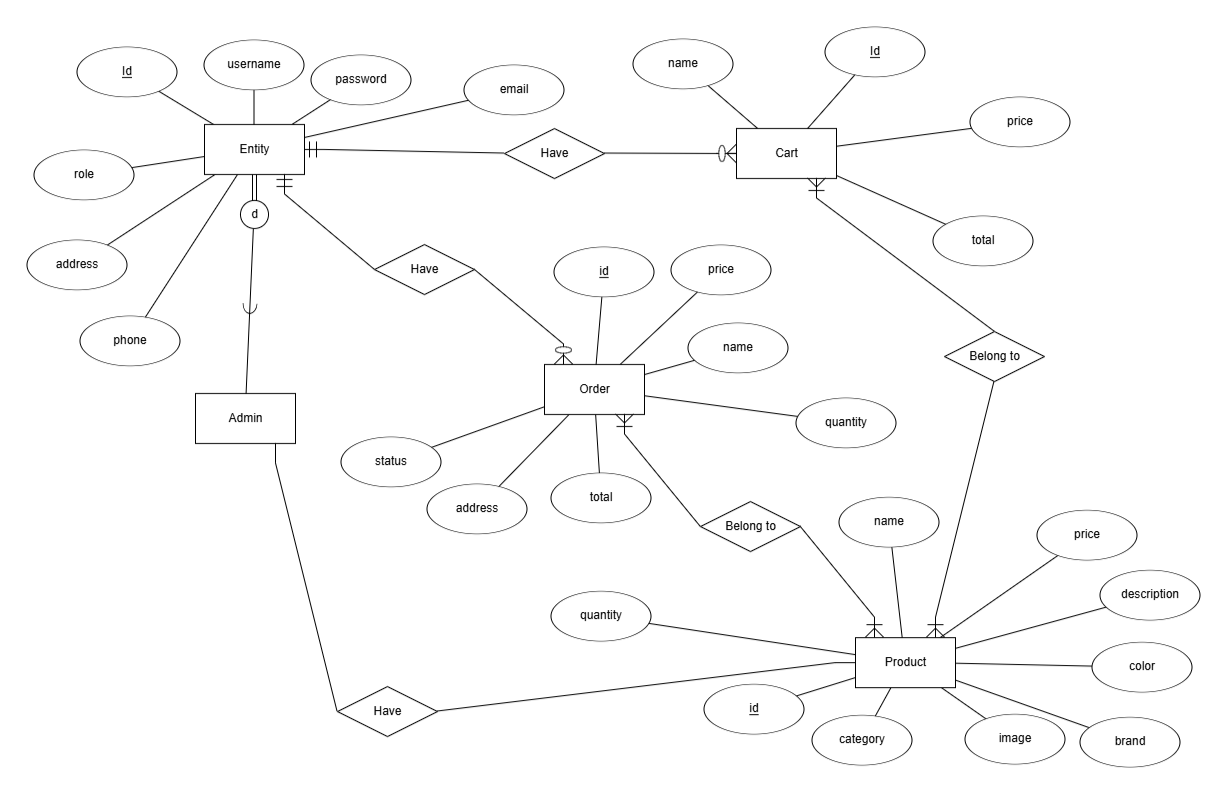 Id
username
password
email
name
Id
price
Entity
Have
Cart
role
d
address
total
Have
id
price
phone
name
Belong to
Order
Admin
quantity
status
address
total
Belong to
name
price
description
quantity
Product
color
id
Have
category
image
brand